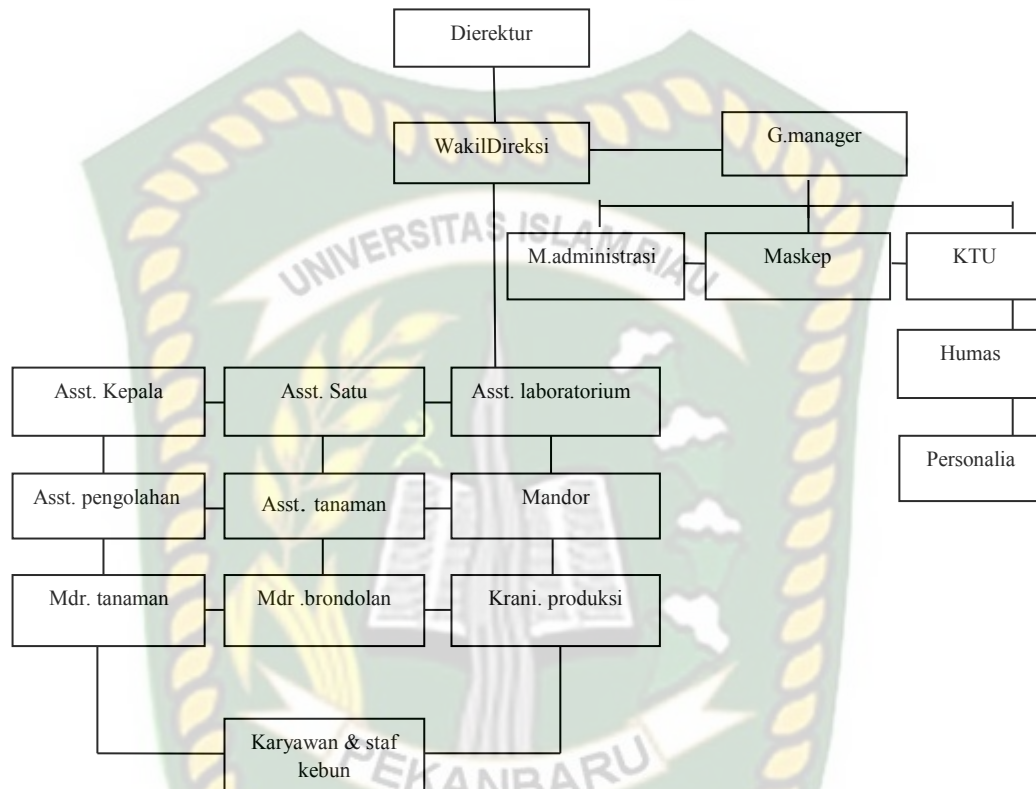 Dierektur
WakilDireksi
G.manager
UNIVERSITAS ISLAM RIAU
M.administrasi
Maskep
KTU
Humas
Asst. Kepala
Asst. Satu
Asst. laboratorium
Personalia
Asst. pengolahan
Asst. tanaman
Mandor
Mdr. tanaman
Mdr .brondolan
Krani. produksi
Karyawan & staf
kebun
PEKANBARU